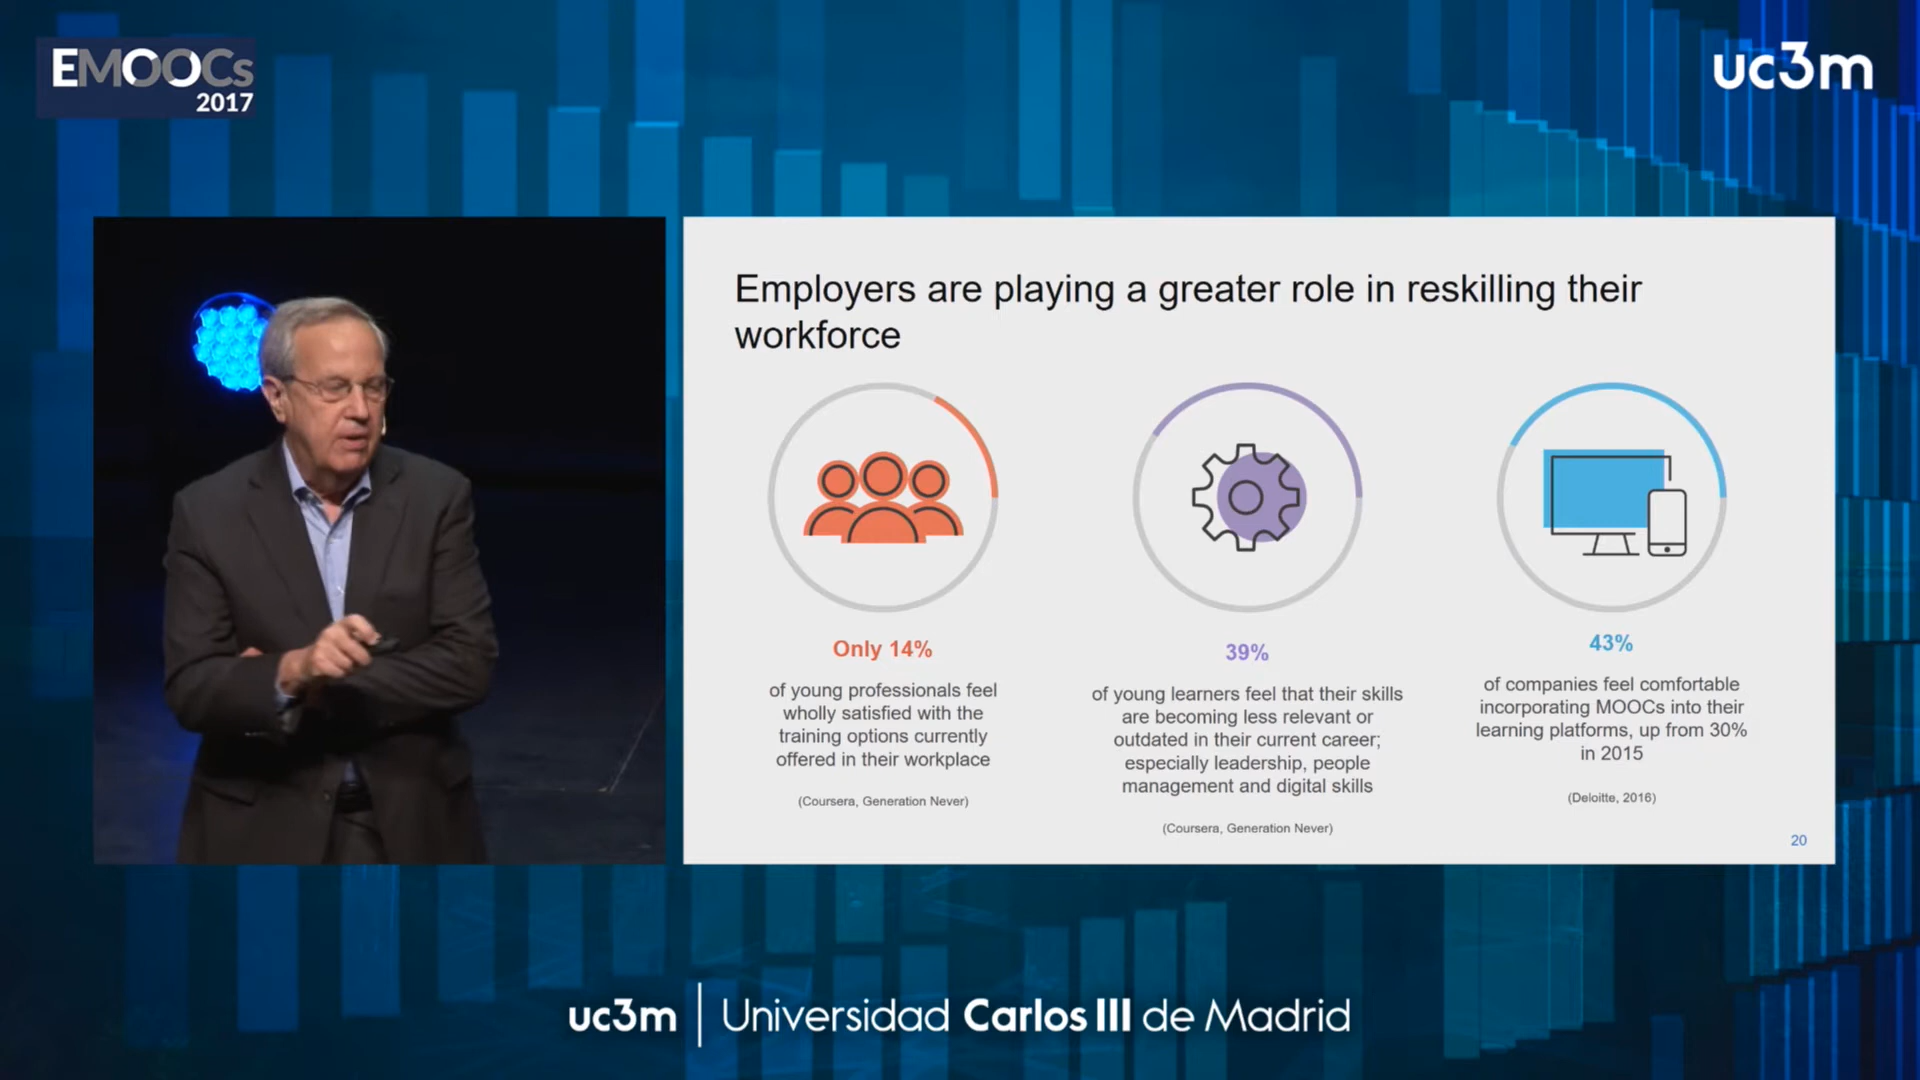 EMOOCs
2017
uc3m
Employers are playing a greater role in reskilling their
workforce
Only 14%
of young professionals feel
wholly satisfied with the
training options currently
offered in their workplace
(Coursera, Generation Never)
39%
of young learners feel that their skills
are becoming less relevant or
outdated in their current career;
especially leadership, people
management and digital skills
(Coursera, Generation Never)
43%
of companies feel comfortable
incorporating MOOCs into their
learning platforms, up from 30%
in 2015
(Deloitte, 2016)
20
uc3m | Universidad Carlos III de Madrid